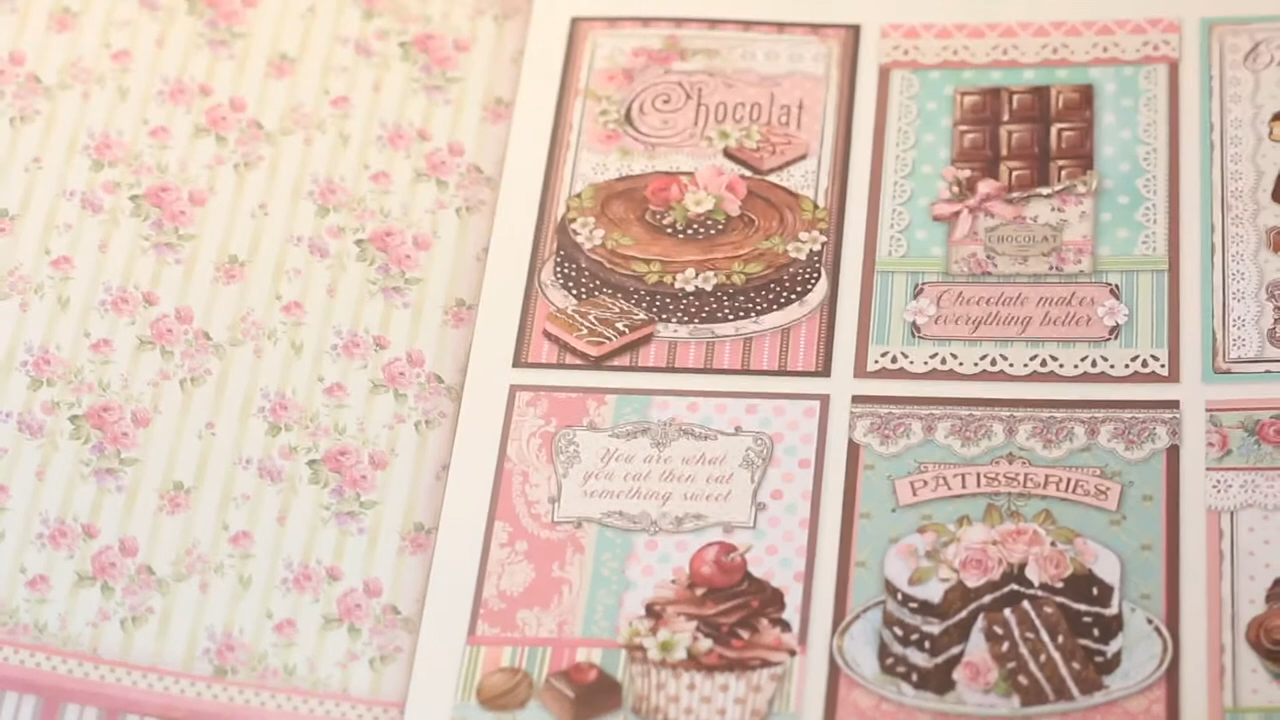 Chocolat
CHOCOLAT
Chocolate makes
everything better
You are what
you eat then eat
something sweet
PATISSERIES